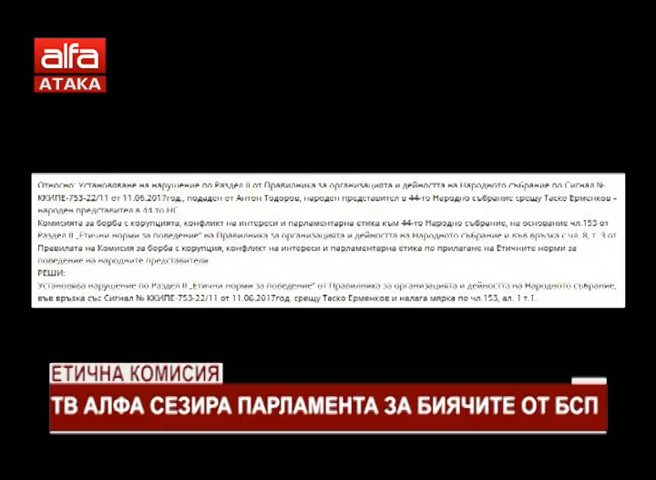 alfa
АТАКА
Относно: Установяване на нарушение по Раздел II от Правилника за организацията и дейността на Народното събрание по Сигнал №
ККИПЕ-753-22/11 от 11.06.2017год., подаден от Антон Тодоров, народен представител в 44-то Народно събрание срещу Таско Ерменков –
народен представител в 44-то НС
Комисията за борба с корупцията, конфликт на интереси и парламентарна етика към 44-то Народно събрание, на основание чл.153 от
Раздел II „Етични норми за поведение" на Правилника за организацията и дейността на Народното събрание и във връзка с чл. 8, т. 3 от
Правилата на Комисия за борба с корупция, конфликт на интереси и парламентарна етика по прилагане на Етичните норми за
поведение на народните представители
РЕШИ:
Установява нарушение по Раздел II „Етични норми за поведение" от Правилника за организацията и дейността на Народното събрание,
във връзка със Сигнал № ККИПЕ-753-22/11 от 11.06.2017год. срещу Таско Ерменков и налага мярка по чл.153, ал. 1 т.1.
ЕТИЧНА КОМИСИЯ
ТВ АЛФА СЕЗИРА ПАРЛАМЕНТА ЗА БИЯЧИТЕ ОТ БСП